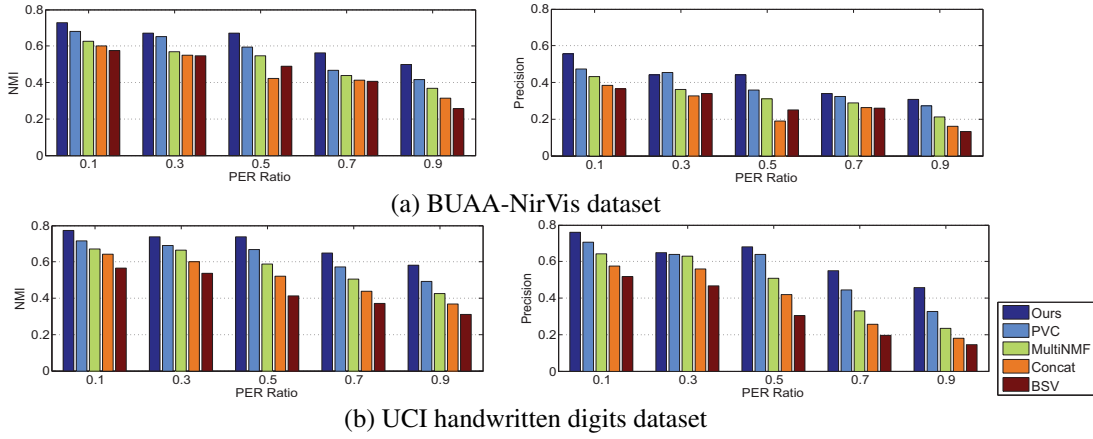 0.8
0.6
0.4
0.2
0
NMI
0.1 0.3 0.5 0.7 0.9
PER Ratio
0.8
0.6
0.4
0.2
0
Precision
0.1 0.3 0.5 0.7 0.9
PER Ratio
(a) BUAA-NirVis dataset
0.8
0.6
0.4
0.2
0
NMI
0.1 0.3 0.5 0.7 0.9
PER Ratio
0.8
0.6
0.4
0.2
0
Precision
0.1 0.3 0.5 0.7 0.9
PER Ratio
Ours
PVC
MultiNMF
Concat
BSV
(b) UCI handwritten digits dataset